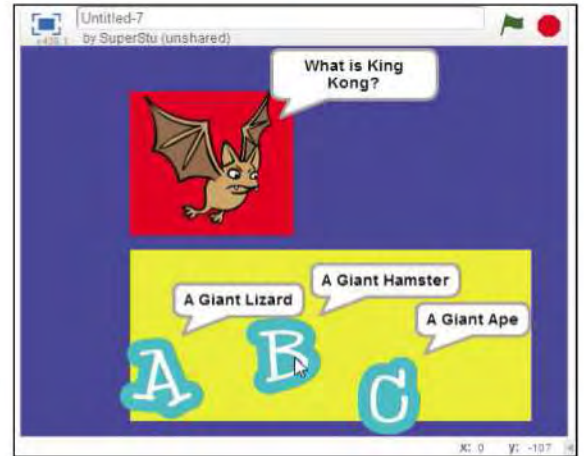 Untitled-7
by SuperStu (unshared)
What is King
Kong?
A Giant Lizard
A Giant Hamster
A Giant Ape
A
B
C
x: 0 y: -107